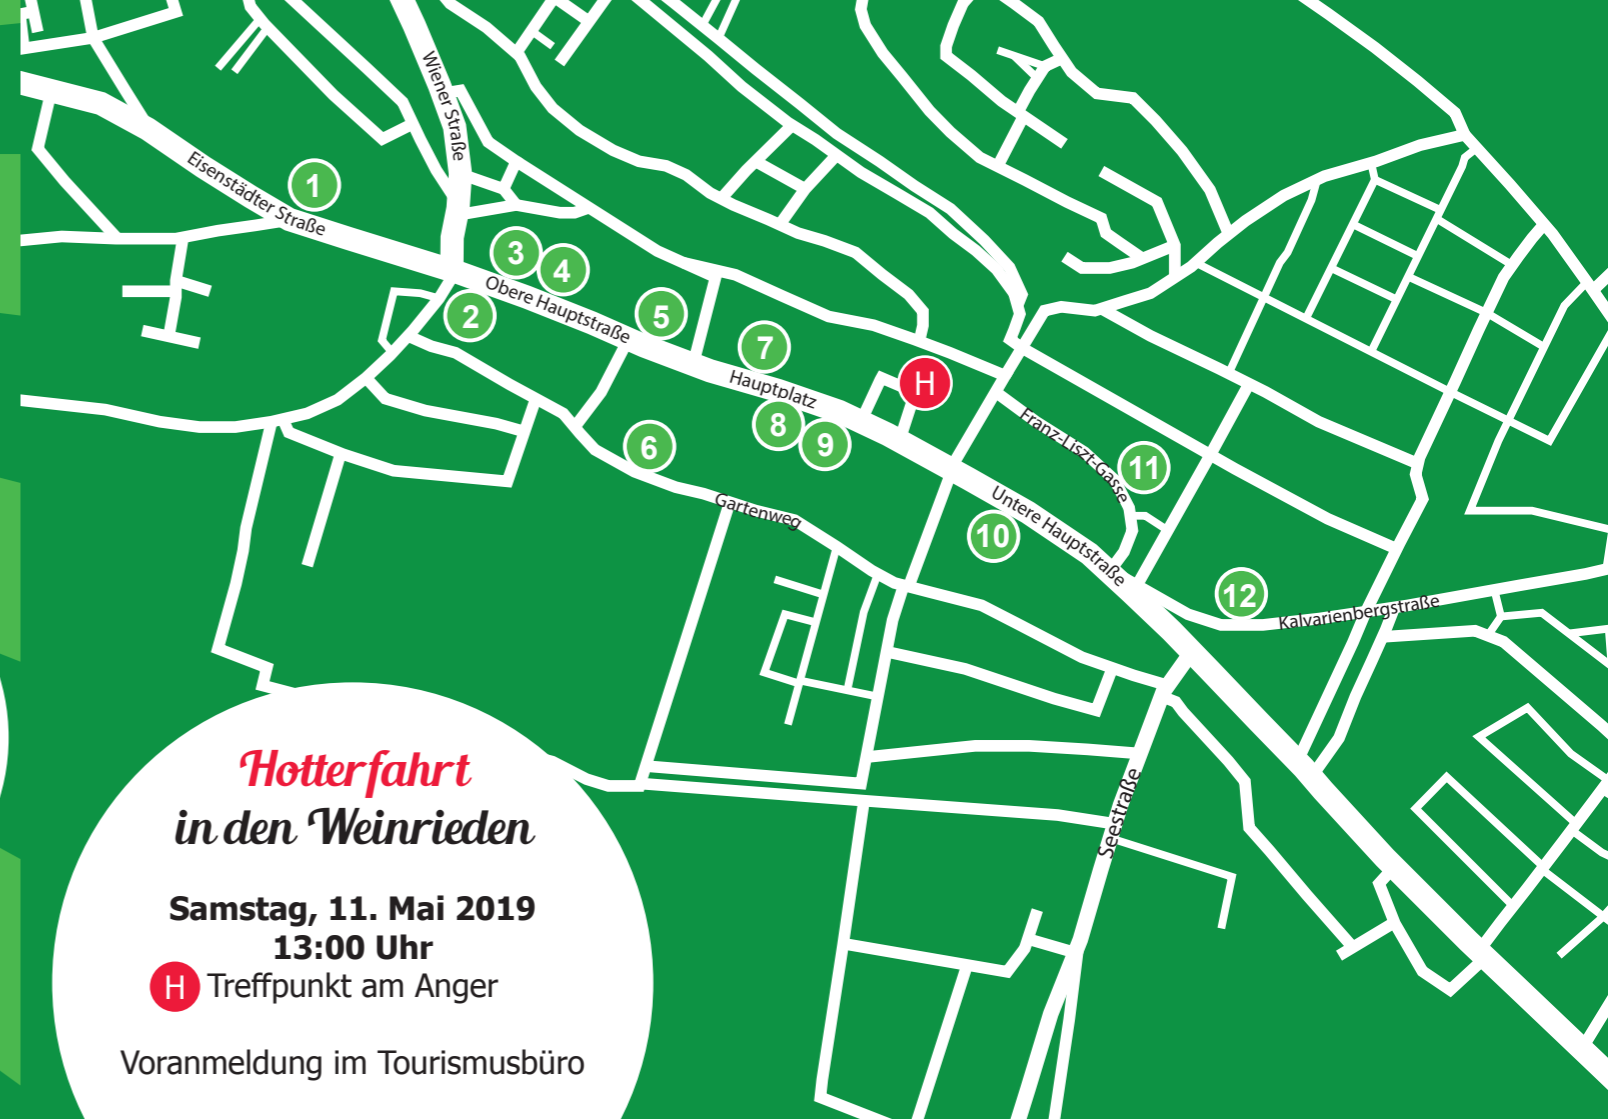 Wiener Straße
Eisenstädter Straße
1
3
4
Obere Hauptstraße
2
5
7
Hauptplatz
H
8
9
6
Gartenweg
Franz-Liszt-Gasse
11
Untere Hauptstraße
10
12
Kalvarienbergstraße
Seestraße
Hotterfahrt
in den Weinrieden
Samstag, 11. Mai 2019
13:00 Uhr
H Treffpunkt am Anger
Voranmeldung im Tourismusbüro